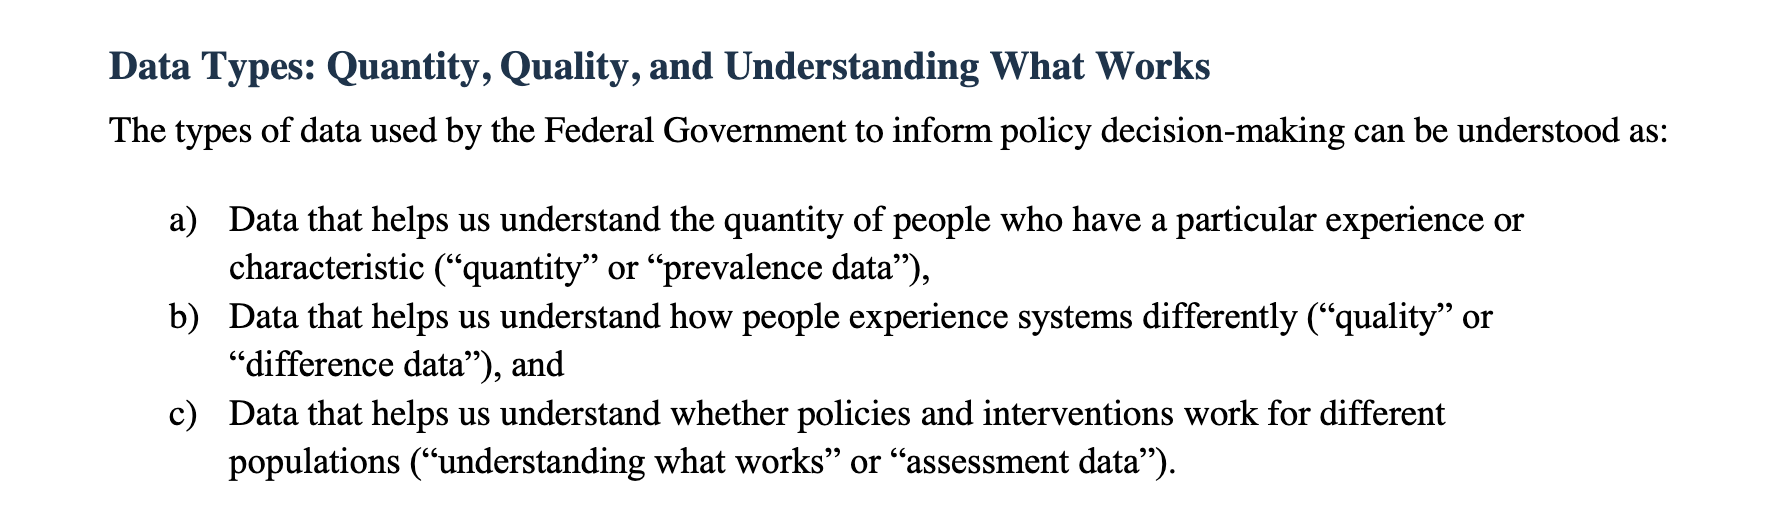 Data Types: Quantity, Quality, and Understanding What Works
The types of data used by the Federal Government to inform policy decision-making can be understood as:
a) Data that helps us understand the quantity of people who have a particular experience or
characteristic (“quantity” or “prevalence data”),
b) Data that helps us understand how people experience systems differently (“quality” or
“difference data”), and
c) Data that helps us understand whether policies and interventions work for different
populations (“understanding what works” or “assessment data”).